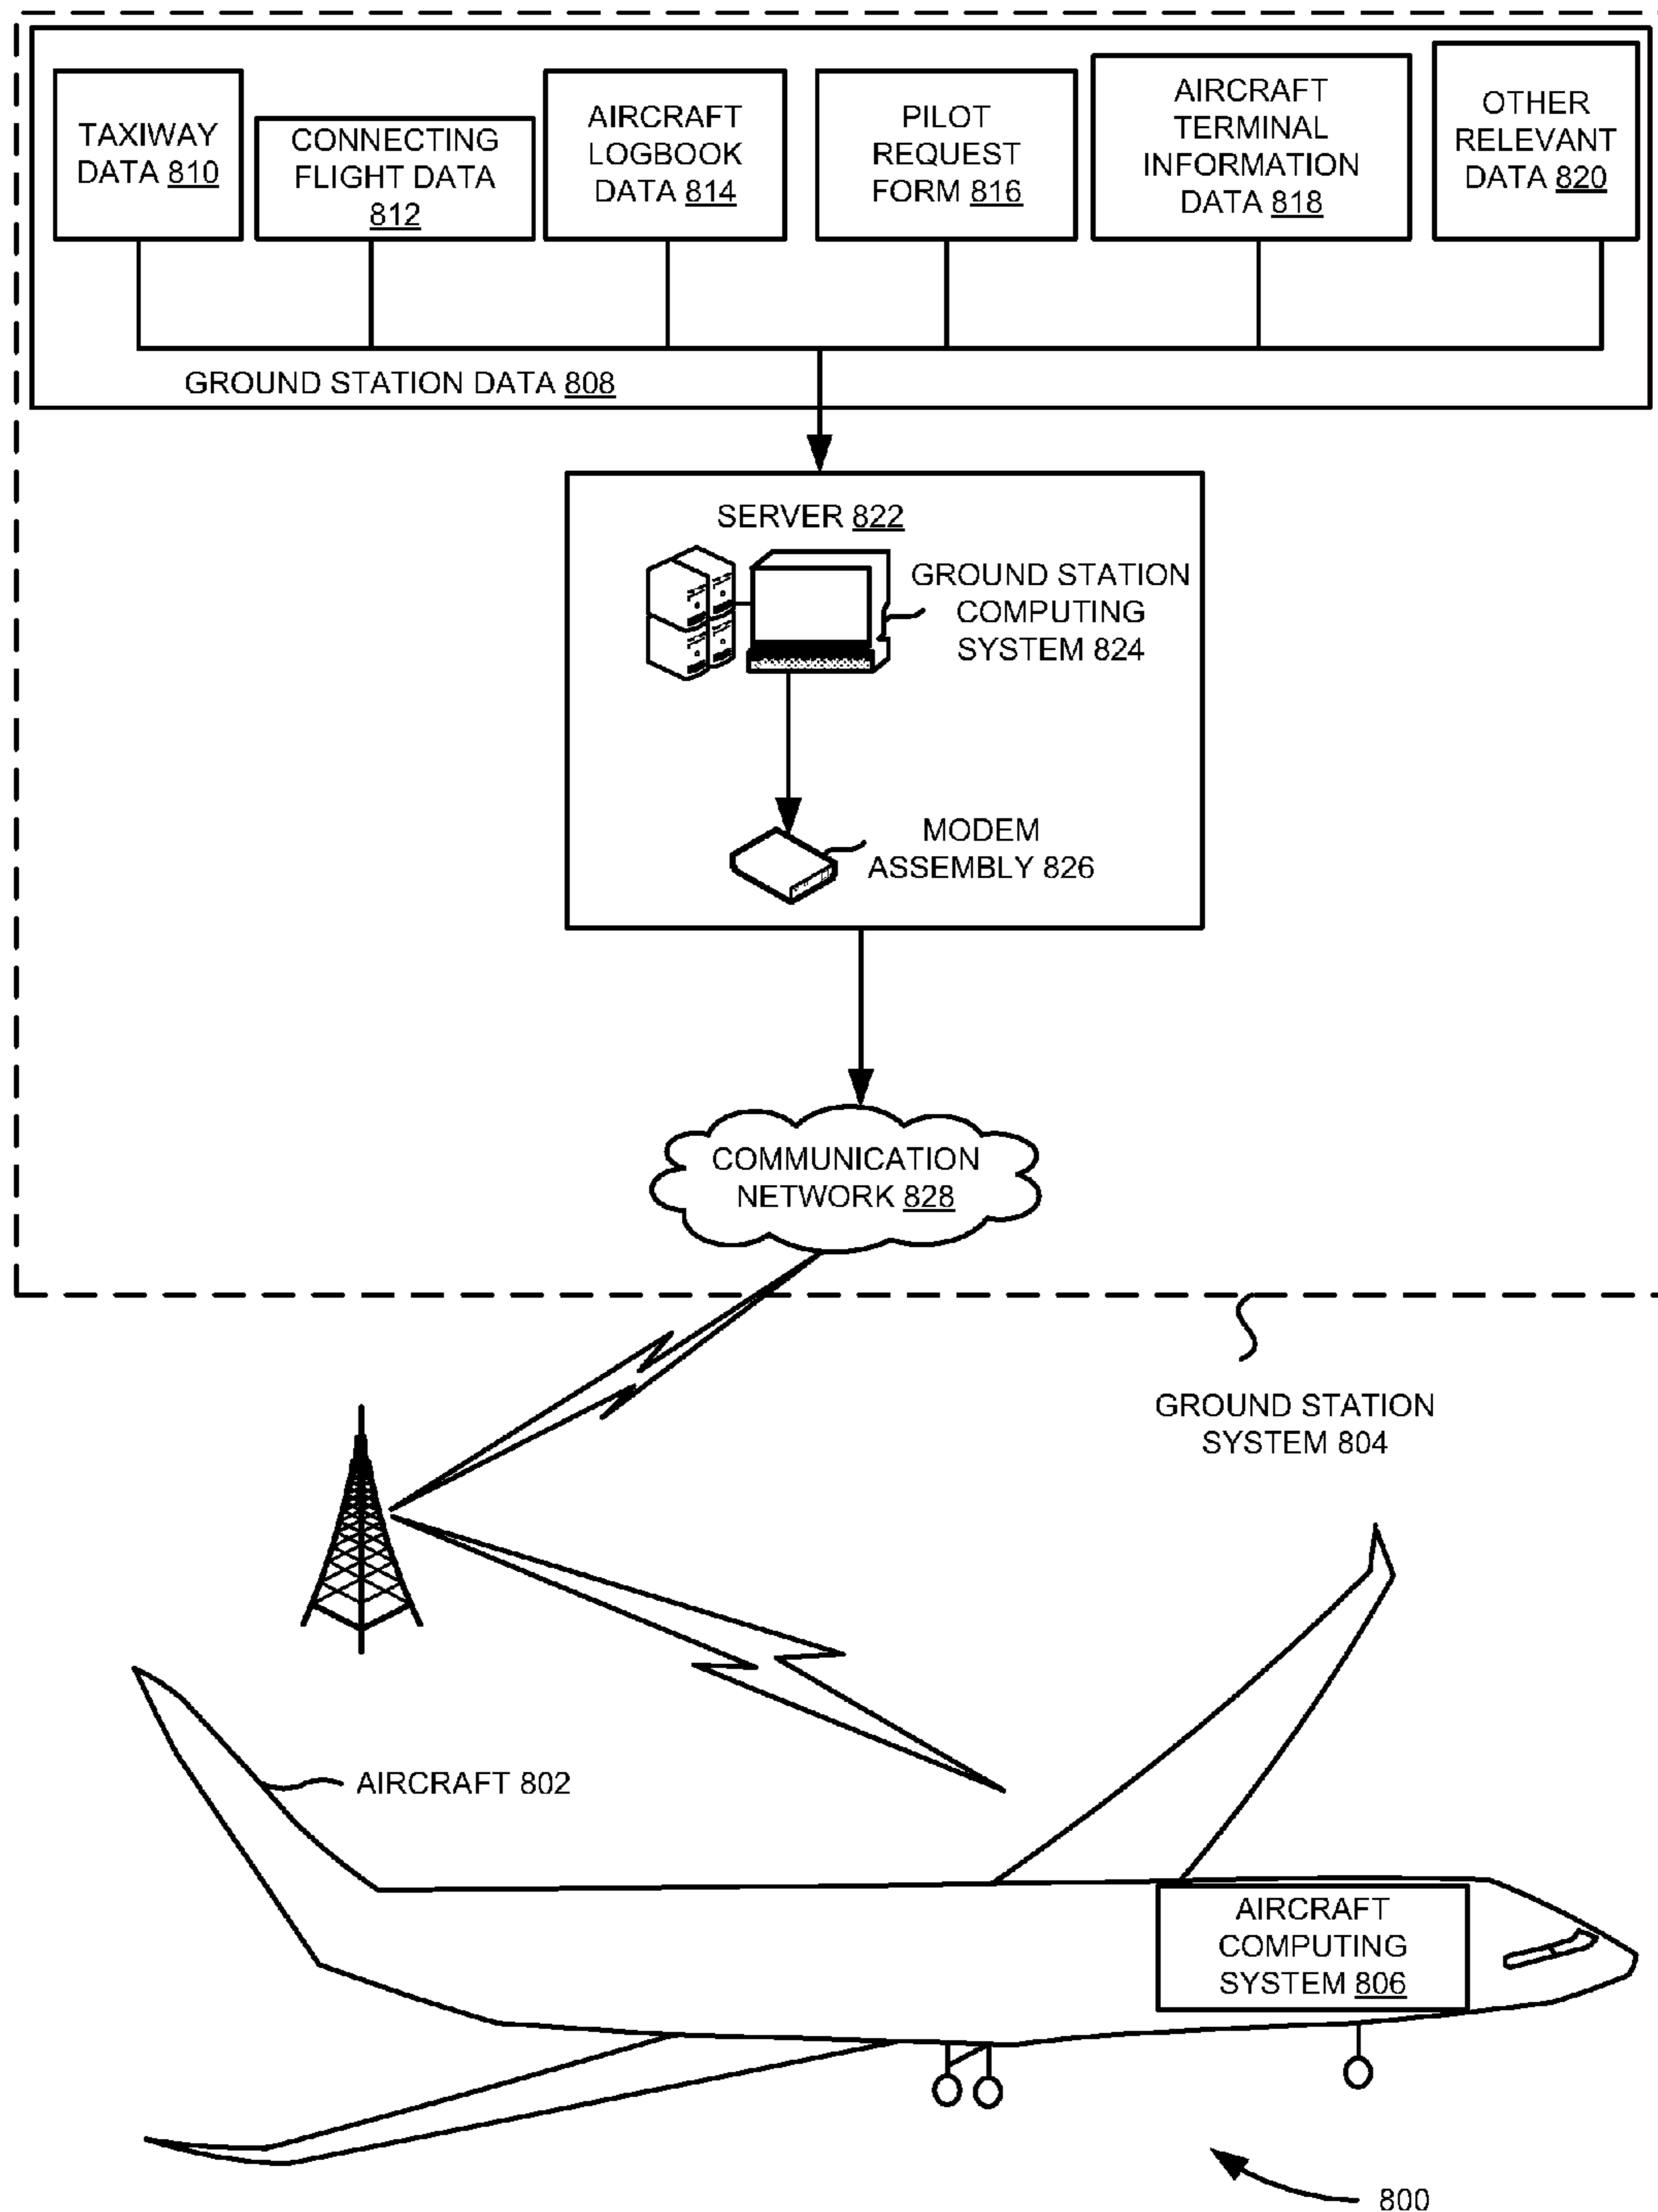 TAXIWAY
DATA 810
CONNECTING
FLIGHT DATA
812
AIRCRAFT
LOGBOOK
DATA 814
PILOT
REQUEST
FORM 816
AIRCRAFT
TERMINAL
INFORMATION
DATA 818
OTHER
RELEVANT
DATA 820
GROUND STATION DATA 808
SERVER 822
GROUND STATION
COMPUTING
SYSTEM 824
MODEM
ASSEMBLY 826
COMMUNICATION
NETWORK 828
GROUND STATION
SYSTEM 804
AIRCRAFT 802
AIRCRAFT
COMPUTING
SYSTEM 806
800